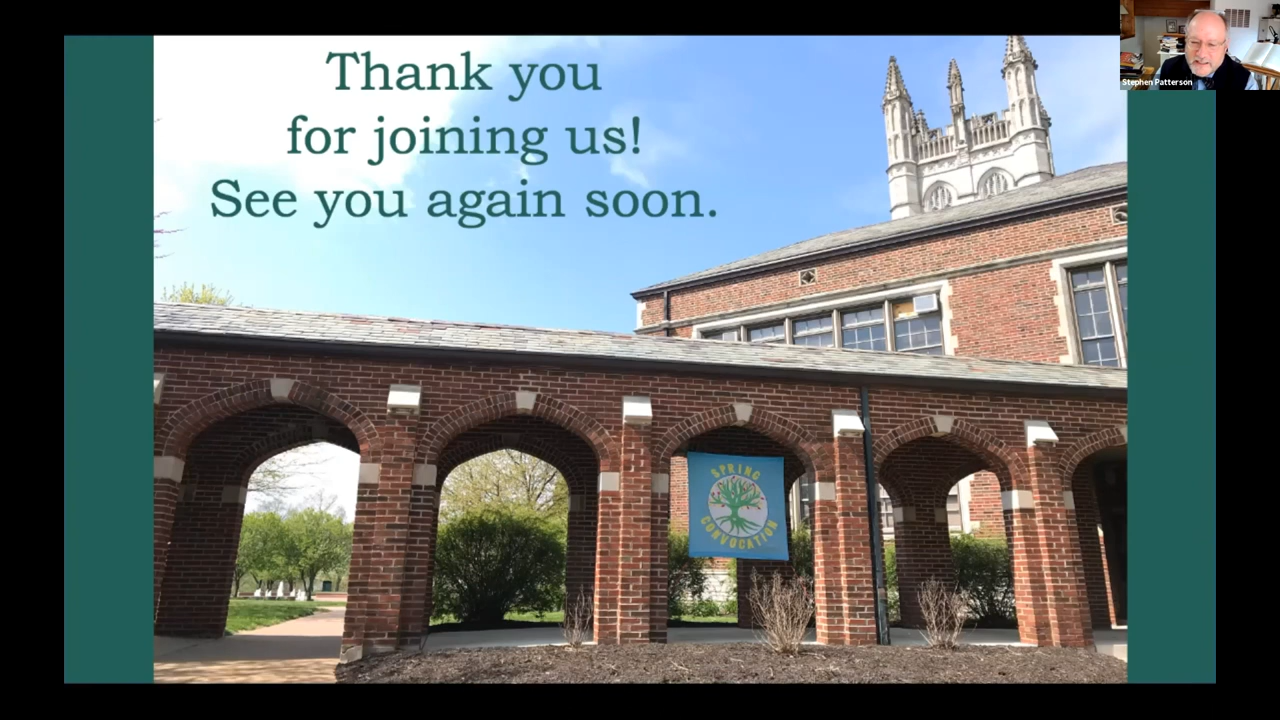 Thank you
for joining us!
See you again soon.
Stephen Patterson
SPRING
CONVOCATION